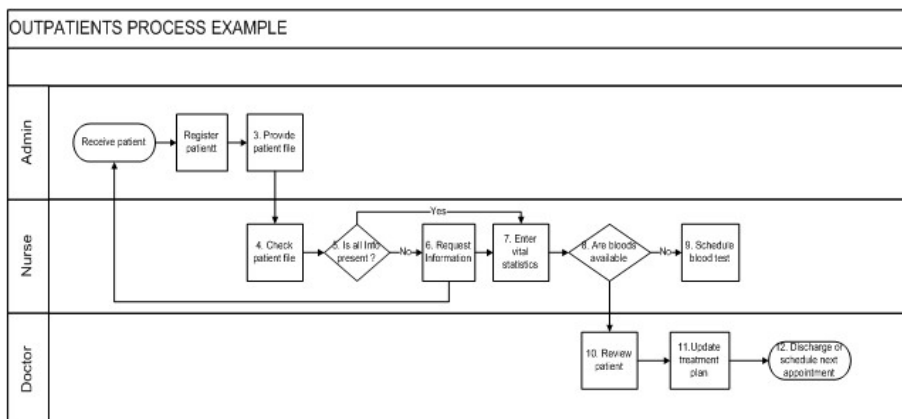 OUTPATIENTS PROCESS EXAMPLE
Admin
Receive patient
Register
patientt
3. Provide
patient file
Nurse
Yes
4. Check
patient file
5. Is all Info
present ?
No
6. Request
Information
7. Enter
vital
statistics
8. Are bloods
available
No
9. Schedule
blood test
Doctor
10. Review
patient
11.Update
treatment
plan
12. Discharge or
schedule next
appointment